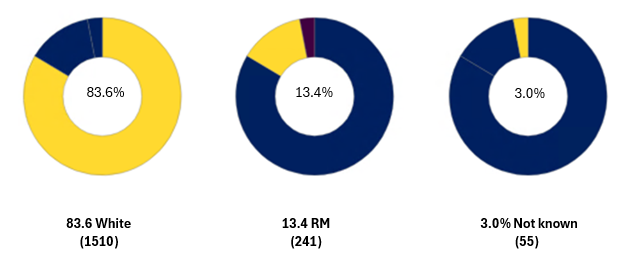 83.6%
13.4%
3.0%
83.6 White
(1510)
13.4 RM
(241)
3.0% Not known
(55)